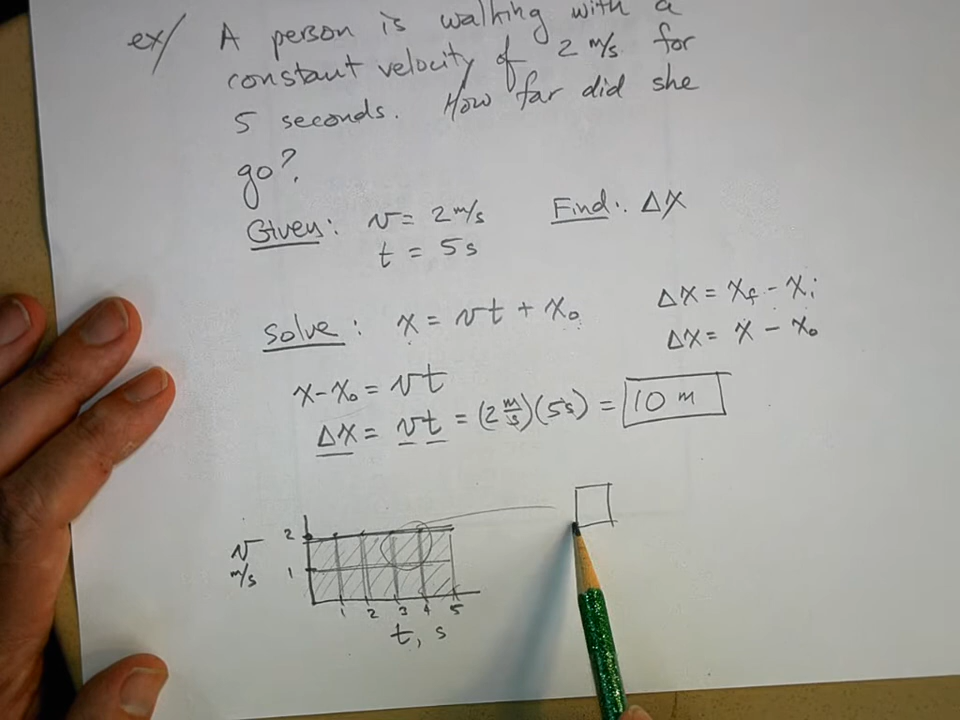 ex/ A person is walking with a
constant velocity of 2 m/s for
5 seconds. How far did she
go?
Given: v = 2 m/s Find: Δx
t = 5 s
Solve: x = vt + x₀
Δx = x_f - x_i
Δx = x - x₀
x - x₀ = vt
Δx = vt = (2 m/s)(5 s) = 10 m
2
v
m/s 1
1 2 3 4 5
t, s